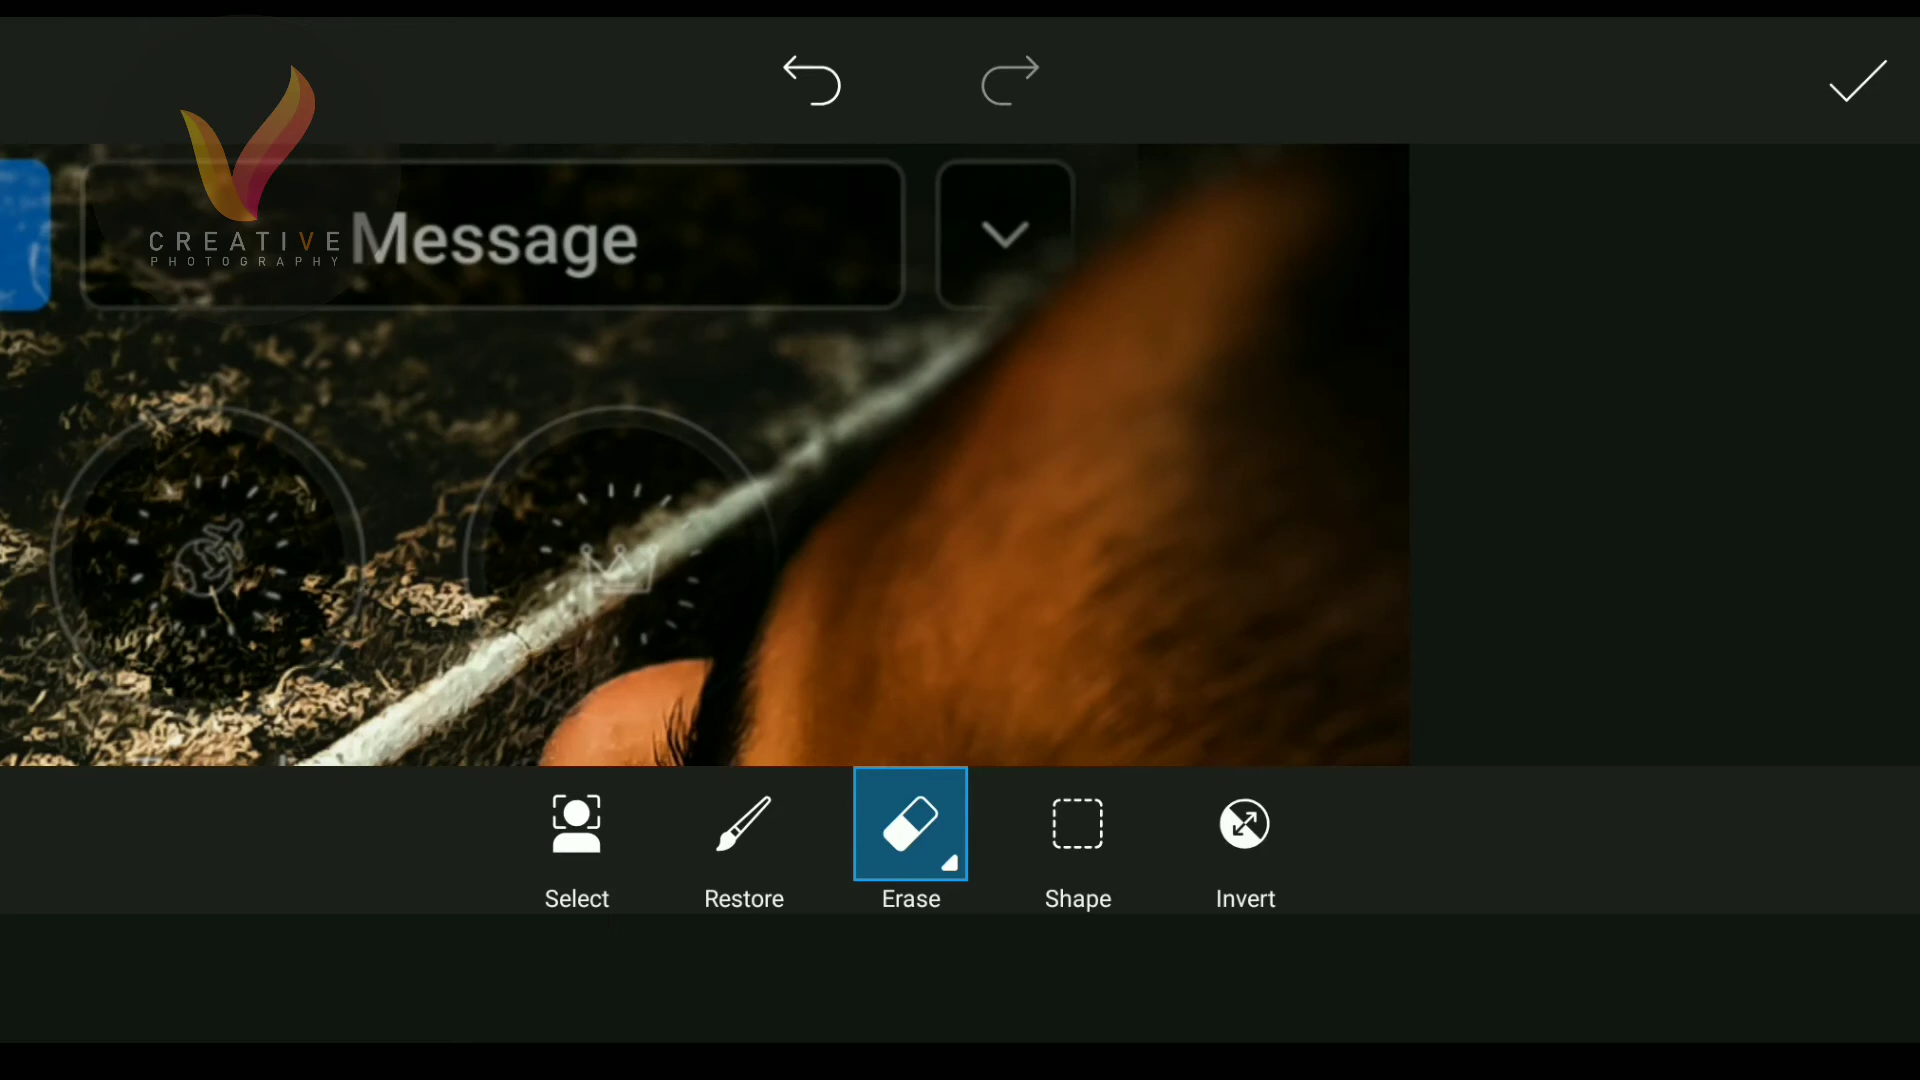 CREATIVE
PHOTOGRAPHY
Message
Select
Restore
Erase
Shape
Invert